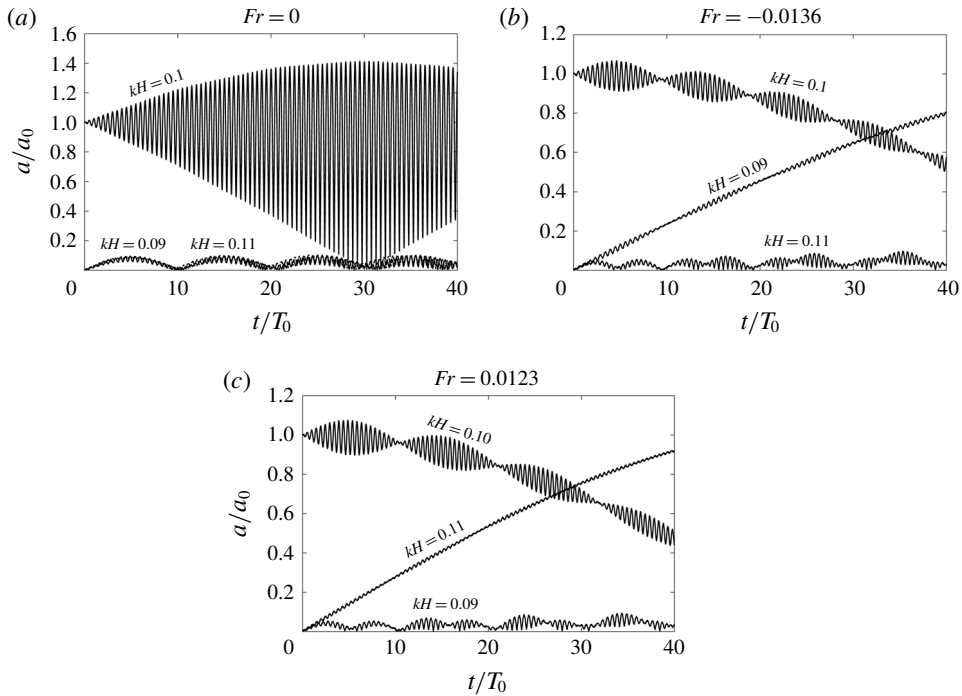 (a) Fr = 0
1.6
1.4
1.2
1.0
0.8
0.6
0.4
0.2
a/a0
kH = 0.1
kH = 0.09 kH = 0.11
0 10 20 30 40
t/T0
(b) Fr = −0.0136
1.2
1.0
0.8
0.6
0.4
0.2
kH = 0.1
kH = 0.09
kH = 0.11
0 10 20 30 40
t/T0
(c) Fr = 0.0123
1.2
1.0
0.8
0.6
0.4
0.2
a/a0
kH = 0.10
kH = 0.11
kH = 0.09
0 10 20 30 40
t/T0